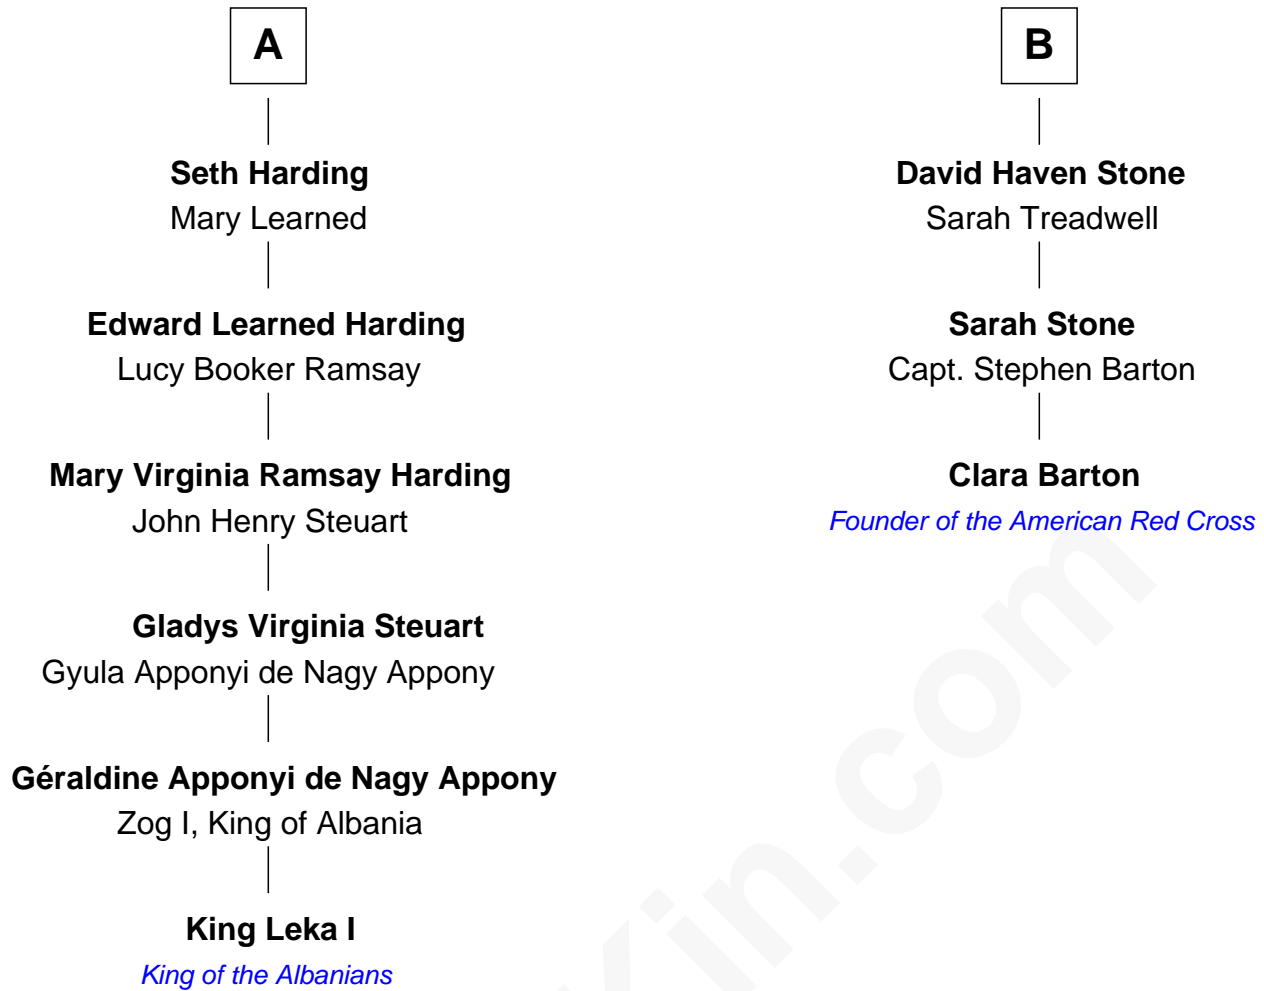 A
Seth Harding
Mary Learned
Edward Learned Harding
Lucy Booker Ramsay
Mary Virginia Ramsay Harding
John Henry Steuart
Gladys Virginia Steuart
Gyula Apponyi de Nagy Appony
Géraldine Apponyi de Nagy Appony
Zog I, King of Albania
King Leka I
King of the Albanians
B
David Haven Stone
Sarah Treadwell
Sarah Stone
Capt. Stephen Barton
Clara Barton
Founder of the American Red Cross